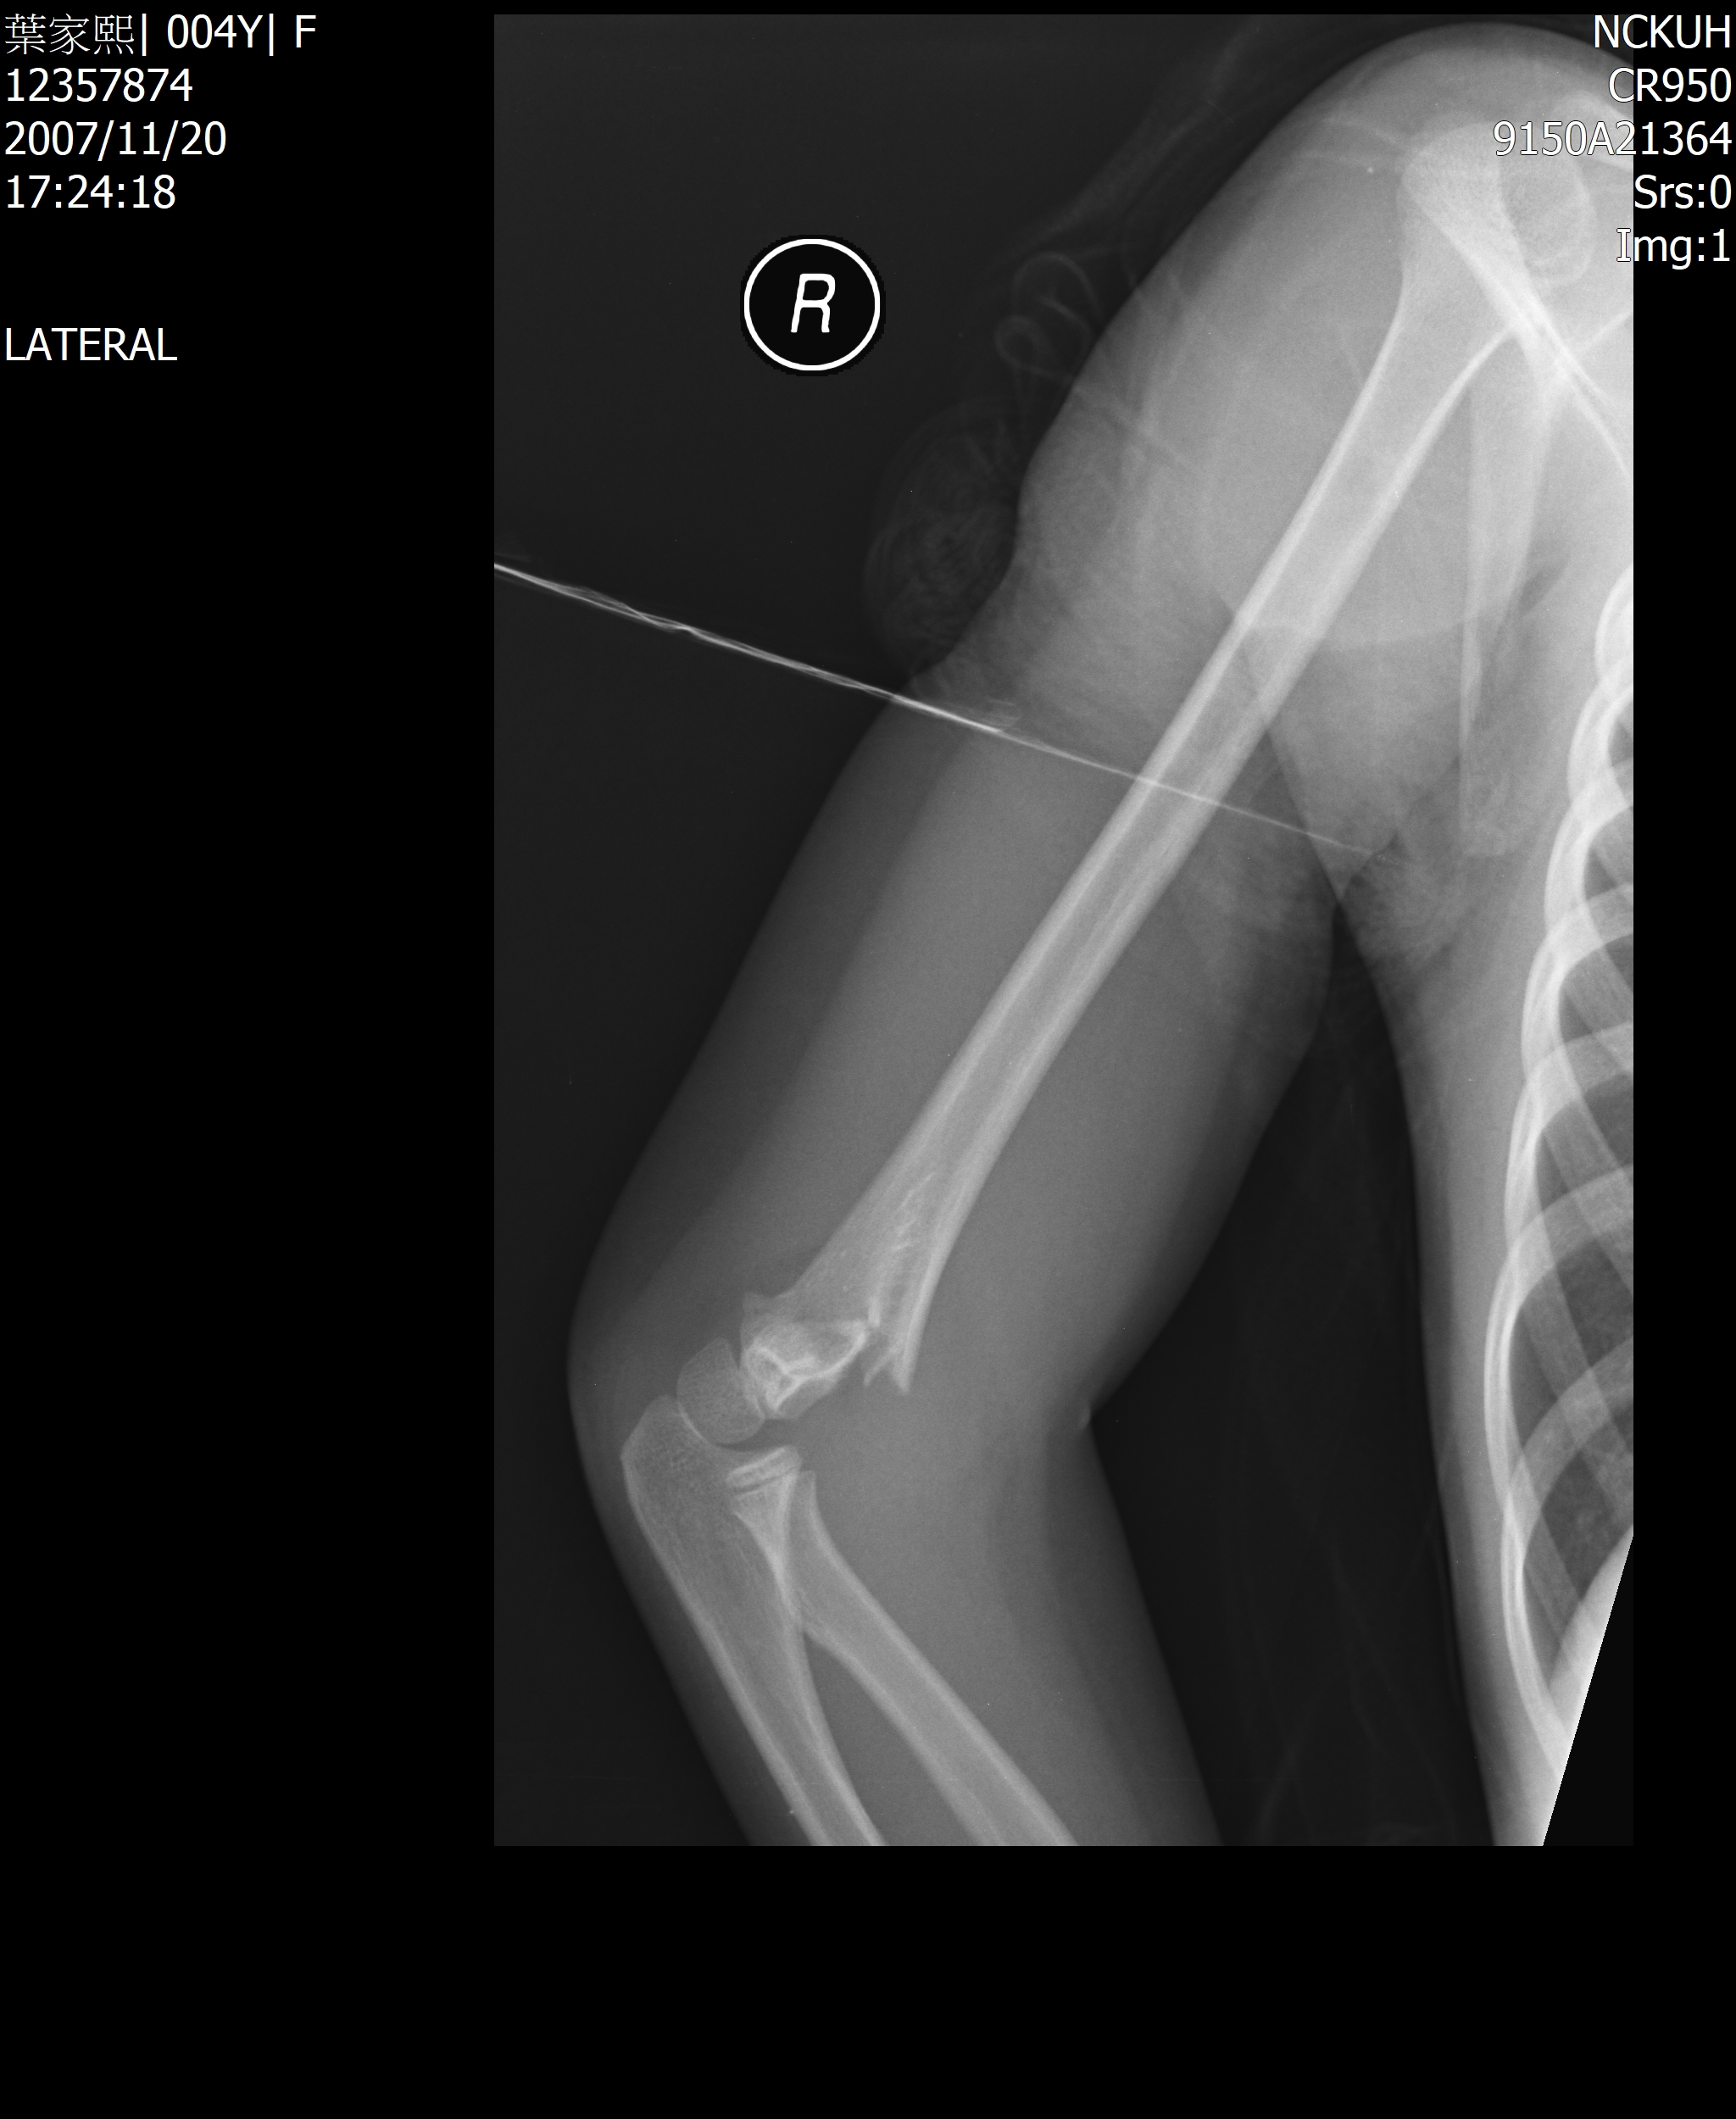 葉家熙| 004Y| F
12357874
2007/11/20
17:24:18
LATERAL
R
NCKUH
CR950
9150A21364
Srs:0
Img:1